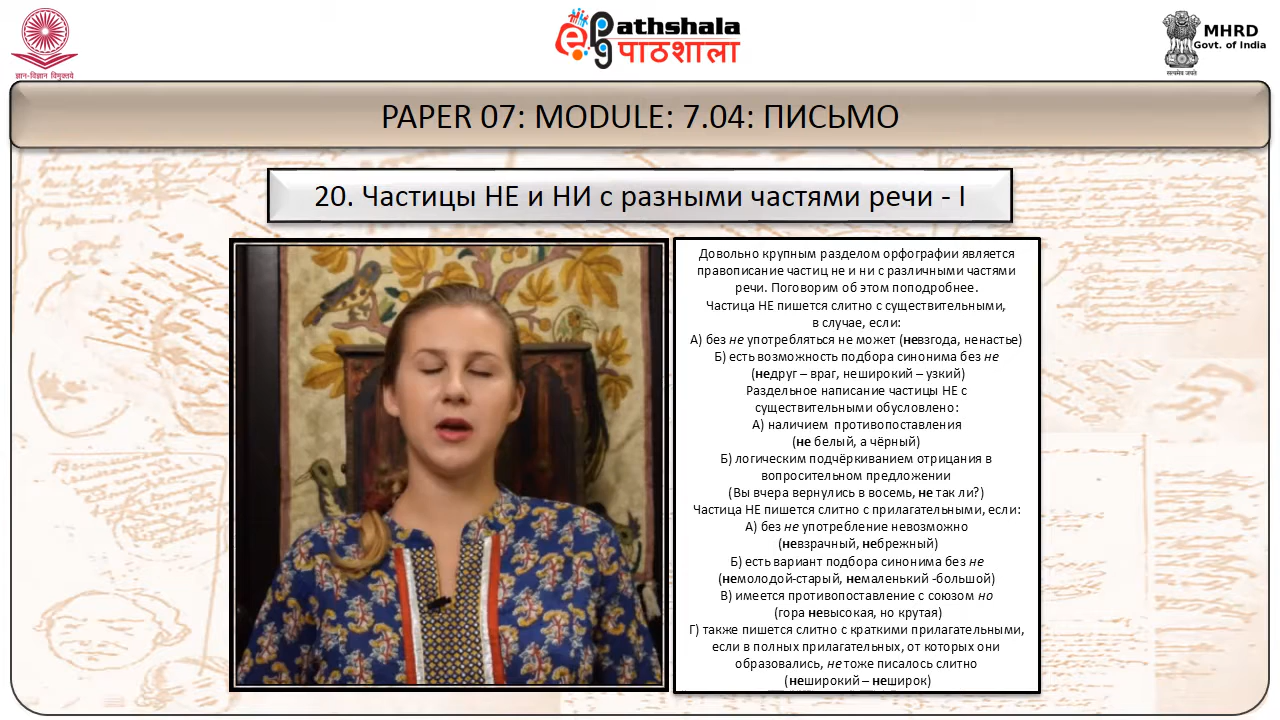 ज्ञान-विज्ञान विमुक्तये
ePg Pathshala
पाठशाला
MHRD
Govt. of India
सत्यमेव जयते
PAPER 07: MODULE: 7.04: ПИСЬМО
20. Частицы НЕ и НИ с разными частями речи - I
Довольно крупным разделом орфографии является
правописание частиц не и ни с различными частями
речи. Поговорим об этом поподробнее.
Частица НЕ пишется слитно с существительными,
в случае, если:
А) без не употребляться не может (невзгода, ненастье)
Б) есть возможность подбора синонима без не
(недруг – враг, неширокий – узкий)
Раздельное написание частицы НЕ с
существительными обусловлено:
А) наличием противопоставления
(не белый, а чёрный)
Б) логическим подчёркиванием отрицания в
вопросительном предложении
(Вы вчера вернулись в восемь, не так ли?)
Частица НЕ пишется слитно с прилагательными, если:
А) без не употребление невозможно
(невзрачный, небрежный)
Б) есть вариант подбора синонима без не
(немолодой-старый, немаленький -большой)
В) имеется противопоставление с союзом но
(гора невысокая, но крутая)
Г) также пишется слитно с краткими прилагательными,
если в полных прилагательных, от которых они
образовались, не тоже писалось слитно
(неширокий – неширок)